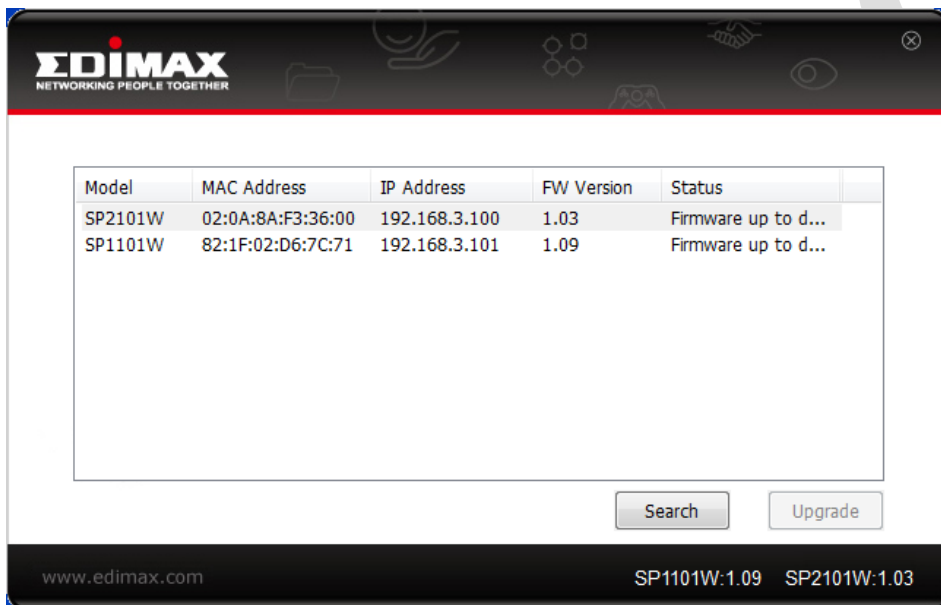 EDIMAX
NETWORKING PEOPLE TOGETHER
Model MAC Address IP Address FW Version Status
SP2101W 02:0A:8A:F3:36:00 192.168.3.100 1.03 Firmware up to d...
SP1101W 82:1F:02:D6:7C:71 192.168.3.101 1.09 Firmware up to d...
Search Upgrade
www.edimax.com SP1101W:1.09 SP2101W:1.03